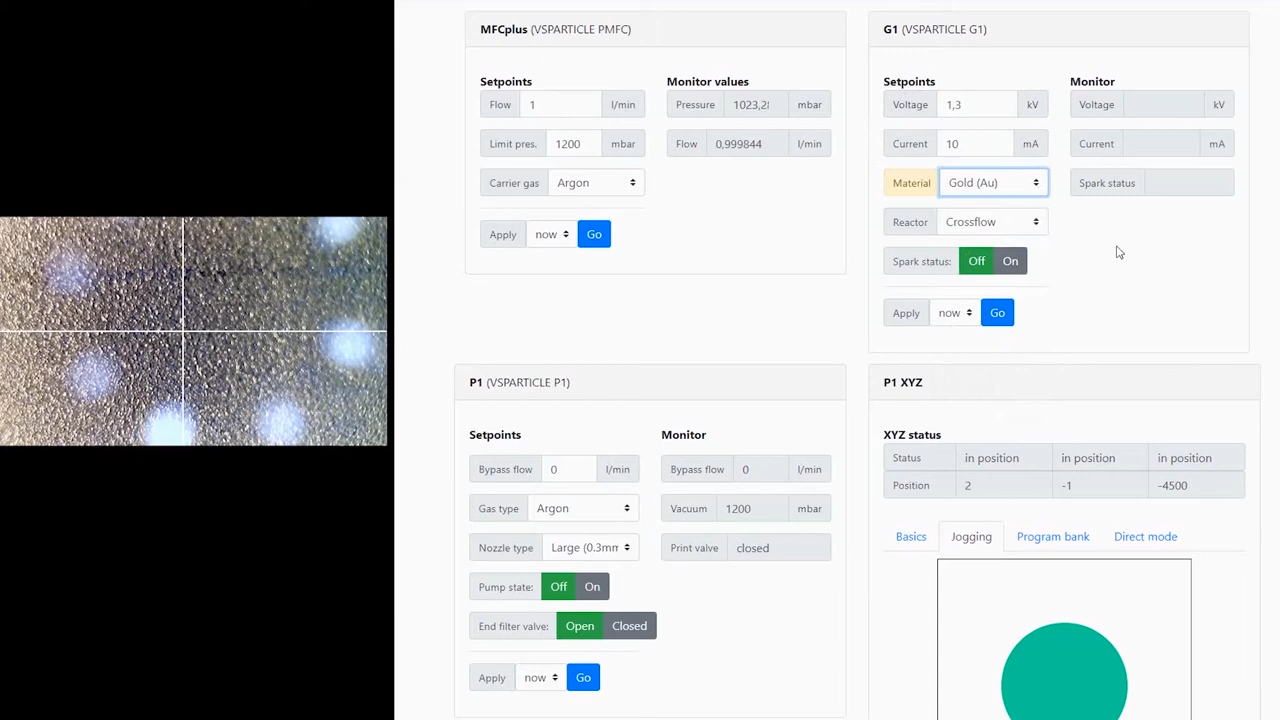 MFCplus (VSPARTICLE PMFC)
Setpoints
Monitor values
Flow 1 l/min
Pressure 1023,2 mbar
Limit pres. 1200 mbar
Flow 0,999844 l/min
Carrier gas Argon
Apply now Go
G1 (VSPARTICLE G1)
Setpoints
Monitor
Voltage 1,3 kV
Voltage kV
Current 10 mA
Current mA
Material Gold (Au)
Spark status
Reactor Crossflow
Spark status: Off On
Apply now Go
P1 (VSPARTICLE P1)
Setpoints
Monitor
Bypass flow 0 l/min
Bypass flow 0 l/min
Gas type Argon
Vacuum 1200 mbar
Nozzle type Large (0.3mm
Print valve closed
Pump state: Off On
End filter valve: Open Closed
Apply now Go
P1 XYZ
XYZ status
Status in position in position in position
Position 2 -1 -4500
Basics Jogging Program bank Direct mode